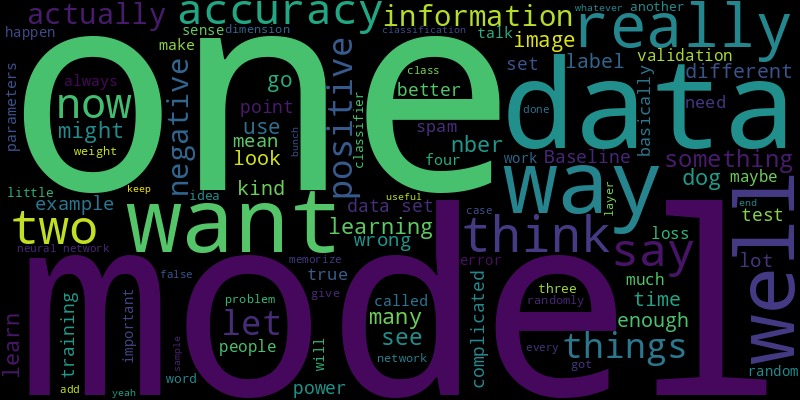 actually
accuracy
information
whatever
another
really
happen
sense
dimension
classification
talk
image
make
one
parameters
always
now
might
weight
negative
go
point
use
mean
look
kind
bunch
positive
classifier
class
better
spam
nber
four
set
label
validation
different
data
basically
need
done
work
Baseline
something
dog
maybe
little
example
keep
idea
two
want
data set
useful
learning
wrong
true
neural network
false
memorize
case
think
error
way
layer
say
loss
end
test
lot
well
model
learn
training
add
important
yeah
word
sample
problem
let
people
give
will
power
called
many
see
network
complicated
three
randomly
every
got
things
much
time
enough
random